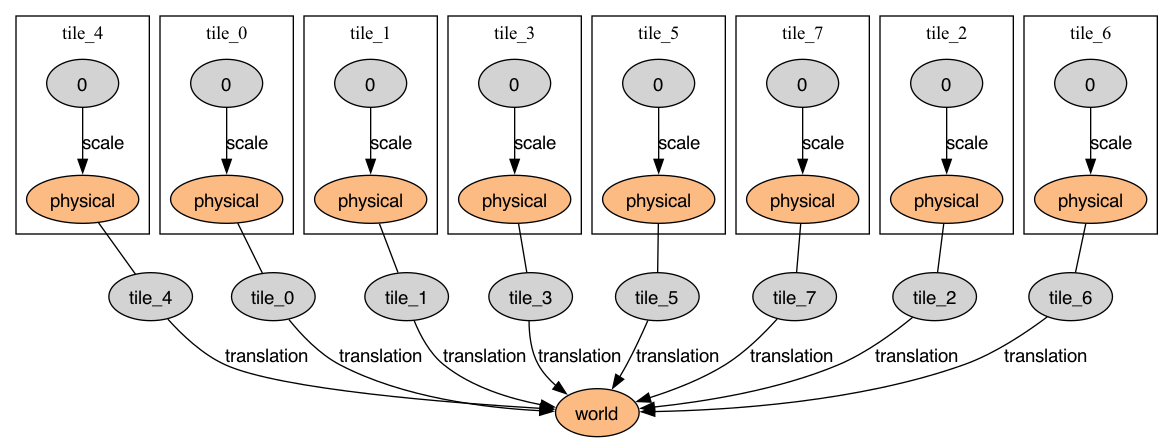 tile_4 tile_0 tile_1 tile_3 tile_5 tile_7 tile_2 tile_6
0 0 0 0 0 0 0 0
scale scale scale scale scale scale scale scale
physical physical physical physical physical physical physical physical
tile_4 tile_0 tile_1 tile_3 tile_5 tile_7 tile_2 tile_6
translation translation translation translation translation translation translation translation
world